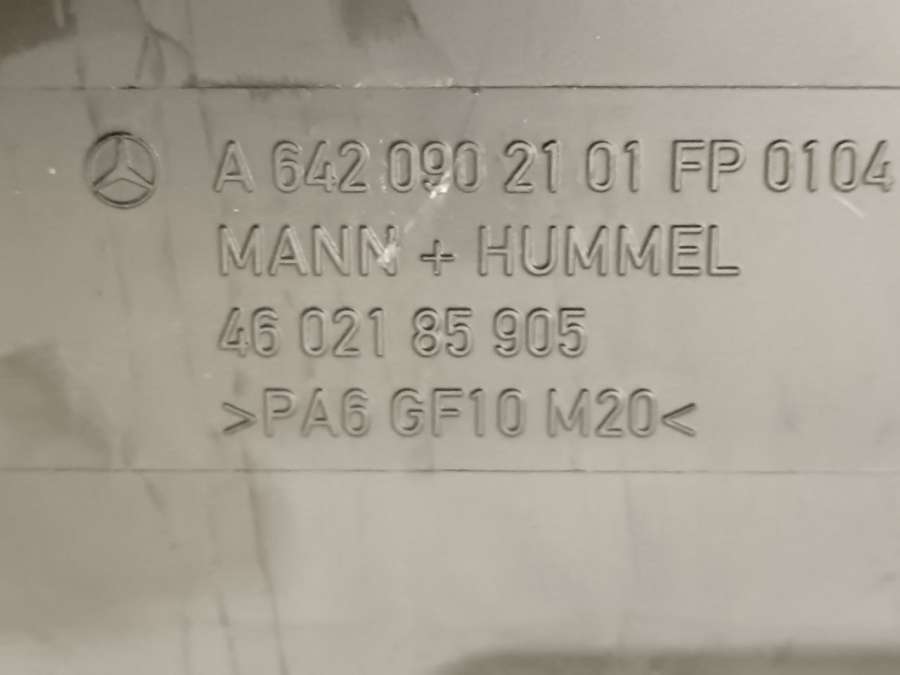 A 642 090 21 01 FP 0104
MANN + HUMMEL
46 021 85 905
>PA6 GF10 M20<